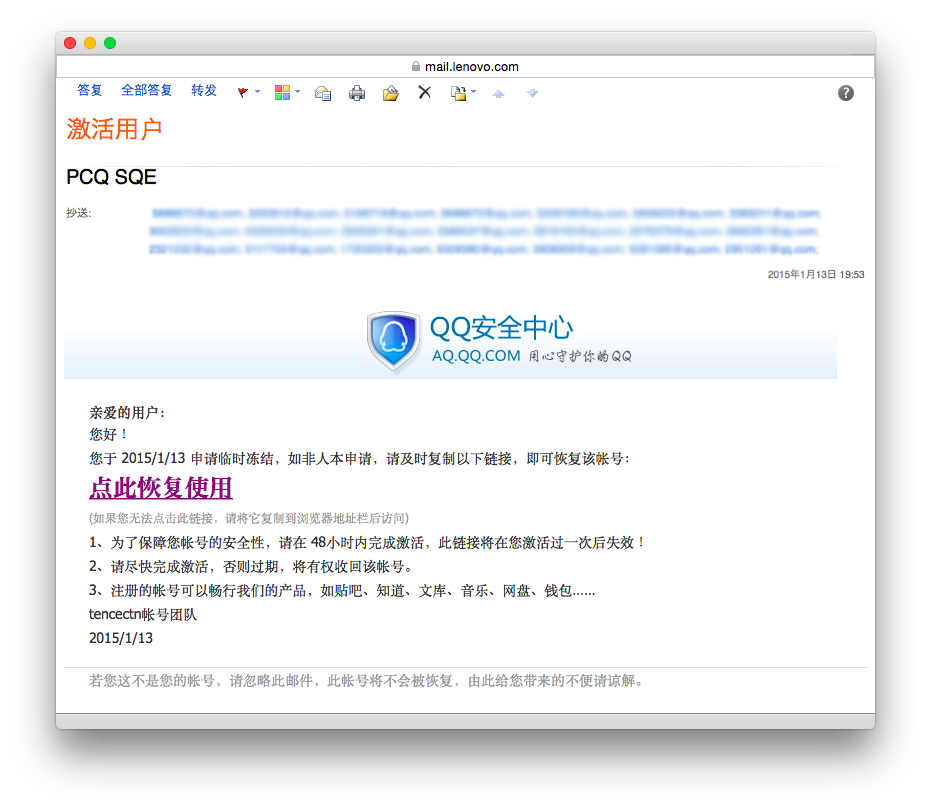 mail.lenovo.com
答复 全部答复 转发
激活用户
PCQ SQE
抄送:
2015年1月13日 19:53
QQ安全中心
AQ.QQ.COM 用心守护你的QQ
亲爱的用户：
您好！
您于 2015/1/13 申请临时冻结，如非人本申请，请及时复制以下链接，即可恢复该帐号：
点此恢复使用
(如果您无法点击此链接，请将它复制到浏览器地址栏后访问)
1、为了保障您帐号的安全性，请在 48小时内完成激活，此链接将在您激活过一次后失效！
2、请尽快完成激活，否则过期，将有权收回该帐号。
3、注册的帐号可以畅行我们的产品，如贴吧、知道、文库、音乐、网盘、钱包......
tencectn帐号团队
2015/1/13
若您这不是您的帐号，请忽略此邮件，此帐号将不会被恢复，由此给您带来的不便请谅解。